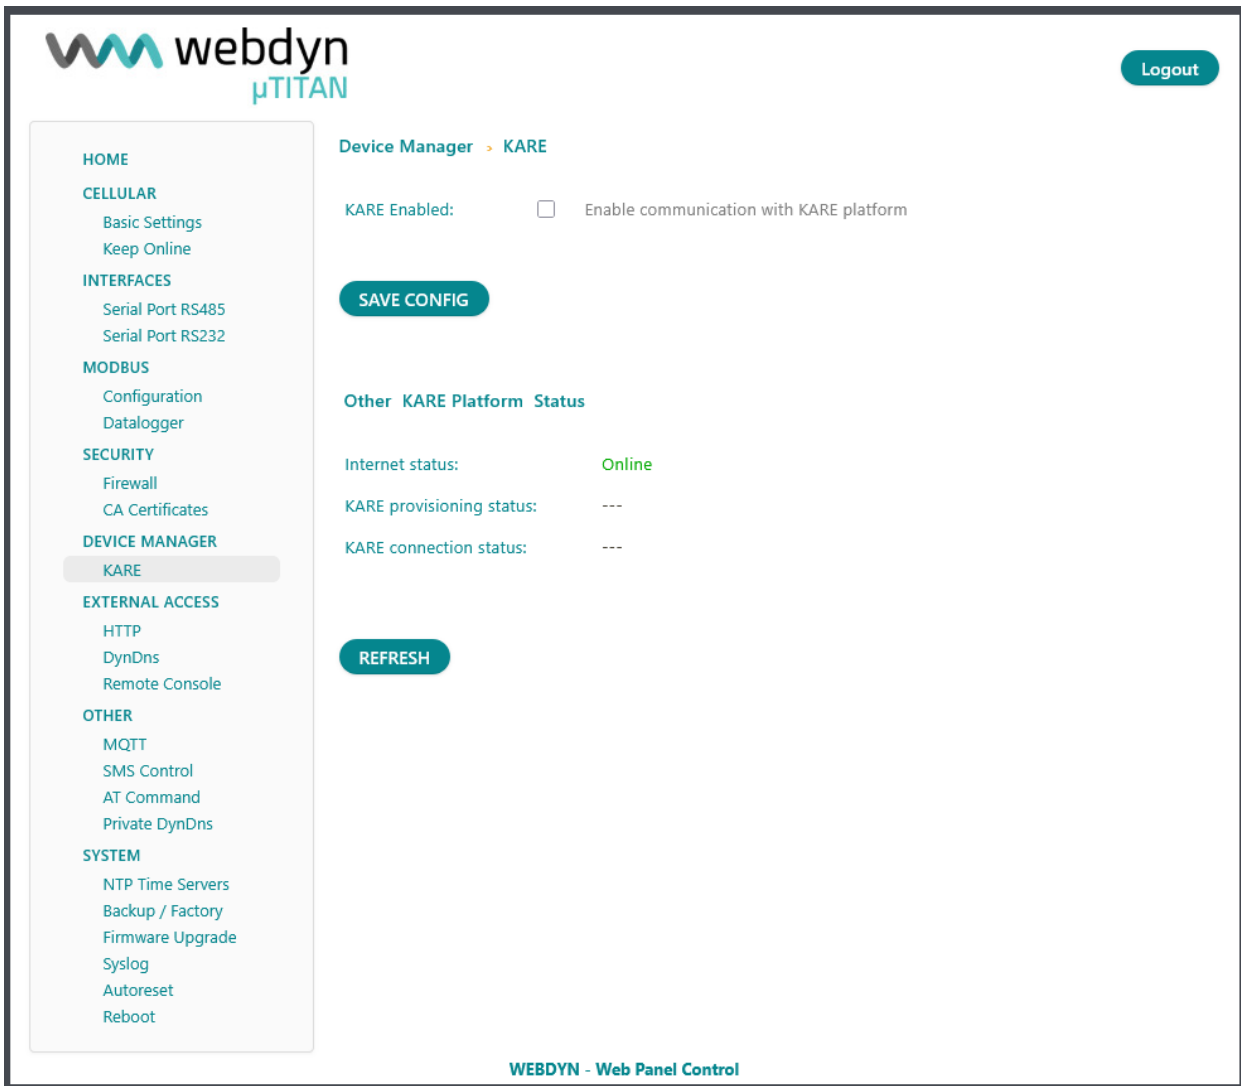 webdyn
µTITAN
Logout
HOME
CELLULAR
Basic Settings
Keep Online
INTERFACES
Serial Port RS485
Serial Port RS232
MODBUS
Configuration
Datalogger
SECURITY
Firewall
CA Certificates
DEVICE MANAGER
KARE
EXTERNAL ACCESS
HTTP
DynDns
Remote Console
OTHER
MQTT
SMS Control
AT Command
Private DynDns
SYSTEM
NTP Time Servers
Backup / Factory
Firmware Upgrade
Syslog
Autoreset
Reboot
Device Manager › KARE
KARE Enabled: Enable communication with KARE platform
SAVE CONFIG
Other KARE Platform Status
Internet status: Online
KARE provisioning status: ---
KARE connection status: ---
REFRESH
WEBDYN - Web Panel Control